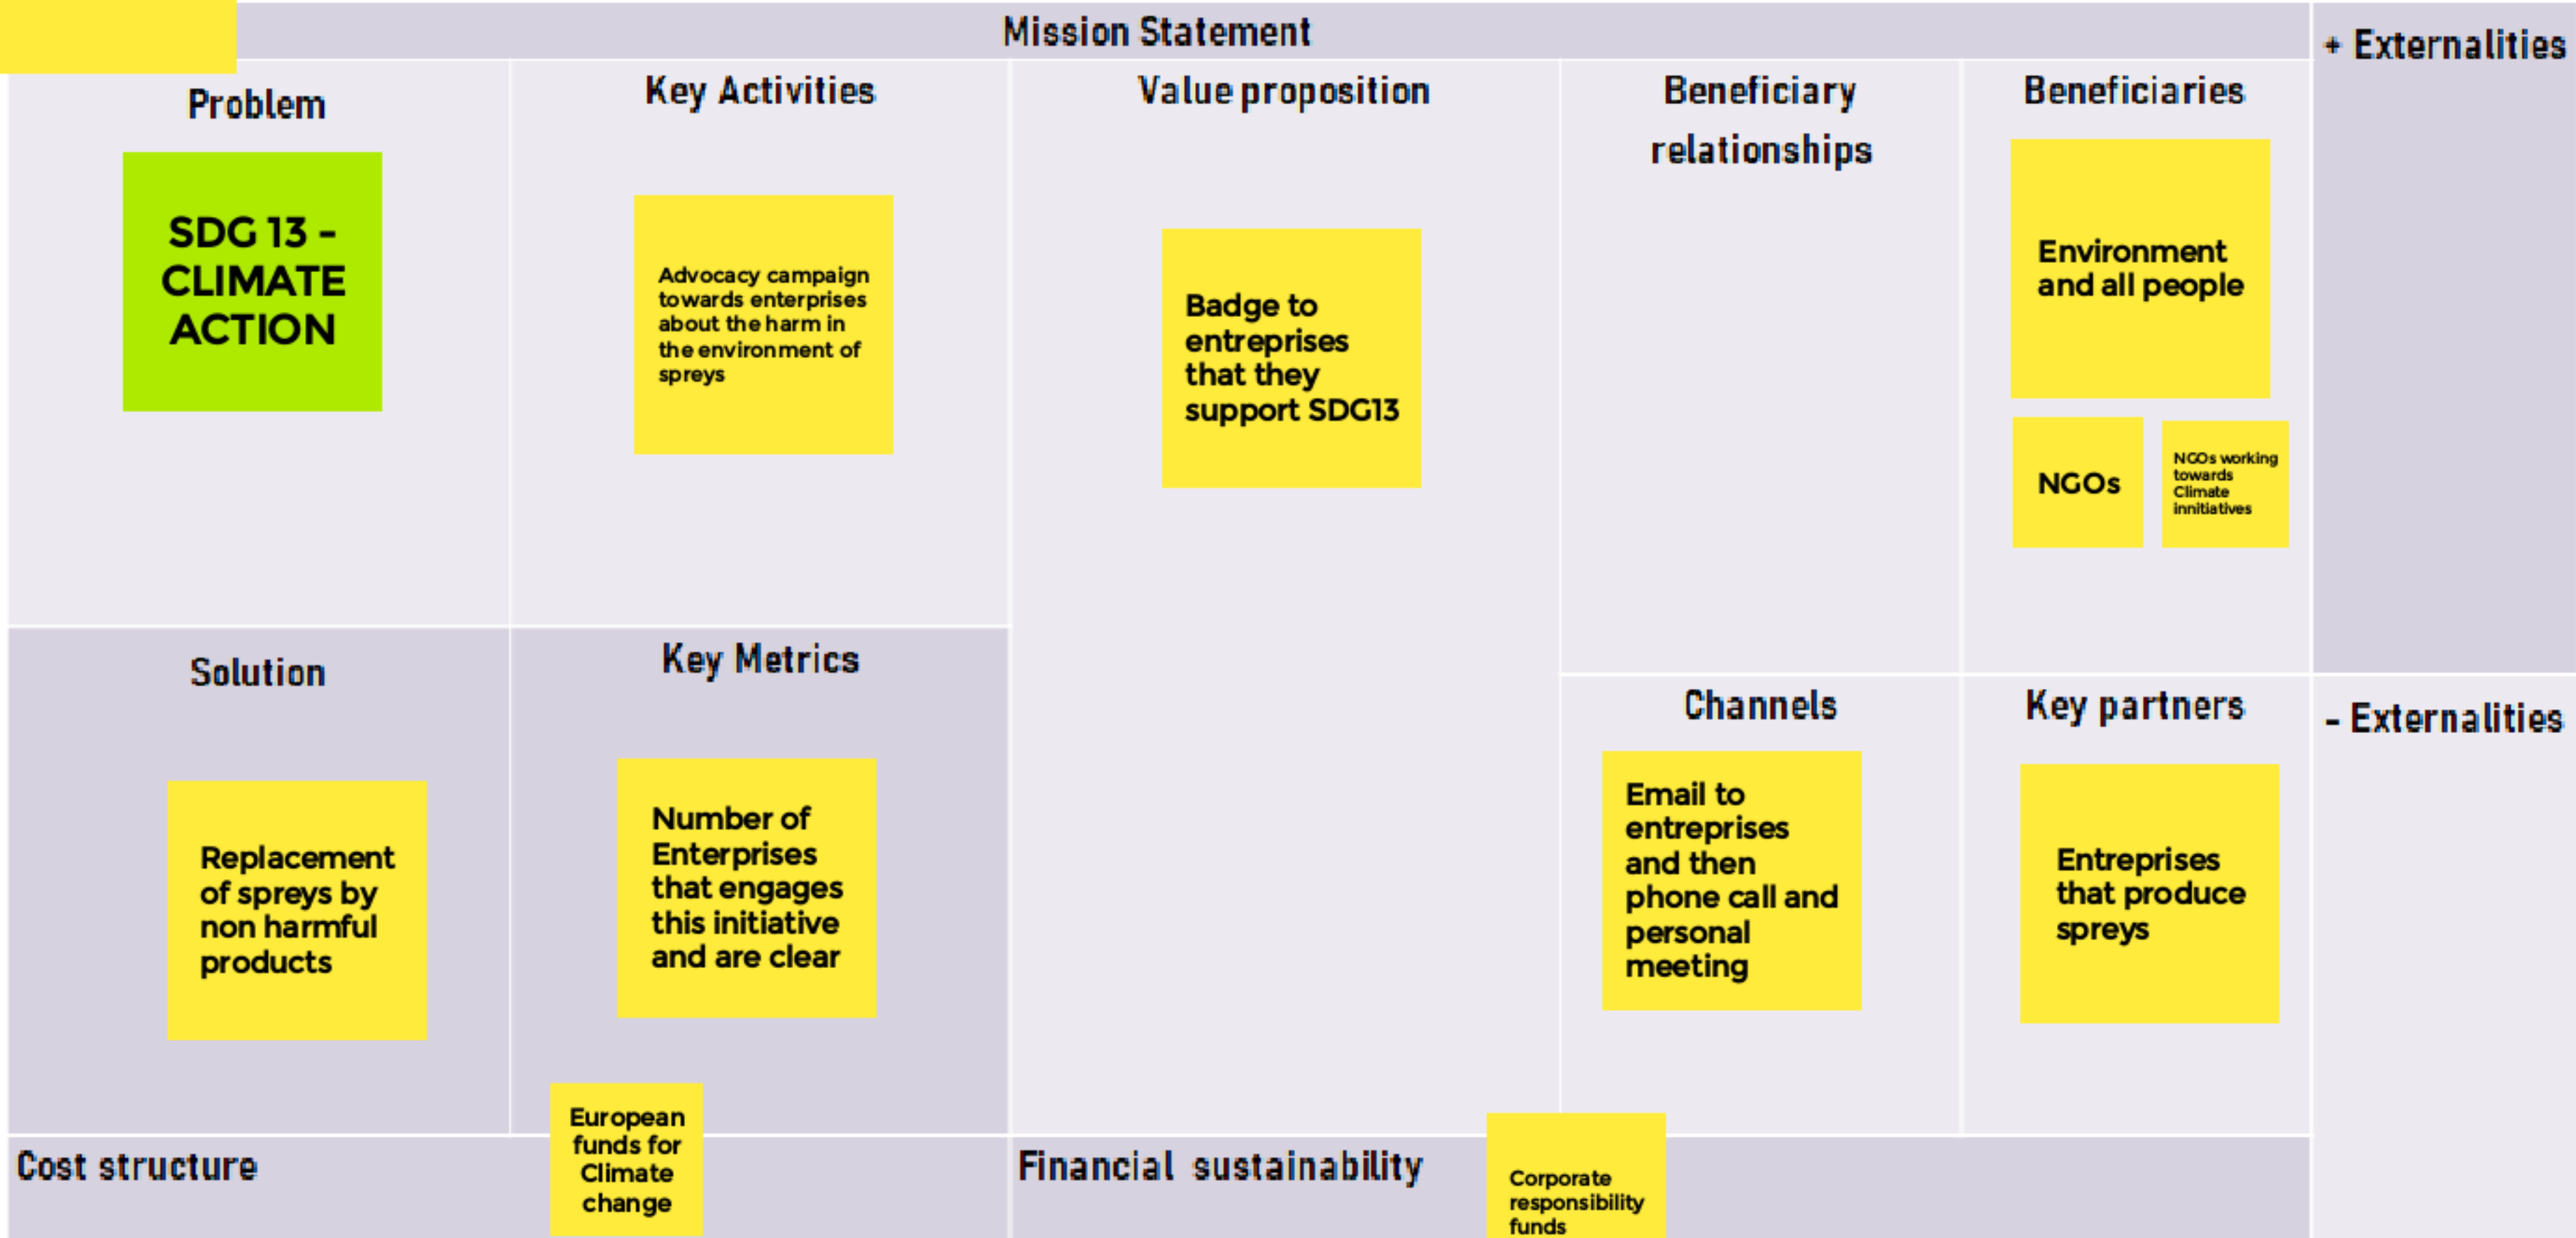 Mission Statement
+ Externalities
Problem
SDG 13 -
CLIMATE
ACTION
Key Activities
Advocacy campaign
towards enterprises
about the harm in
the environment of
spreys
Value proposition
Badge to
entreprises
that they
support SDG13
Beneficiary
relationships
Beneficiaries
Environment
and all people
NGOs
NGOs working
towards
Climate
innitiatives
Solution
Replacement
of spreys by
non harmful
products
Key Metrics
Number of
Enterprises
that engages
this initiative
and are clear
Channels
Email to
entreprises
and then
phone call and
personal
meeting
Key partners
Entreprises
that produce
spreys
- Externalities
Cost structure
European
funds for
Climate
change
Financial sustainability
Corporate
responsibility
funds